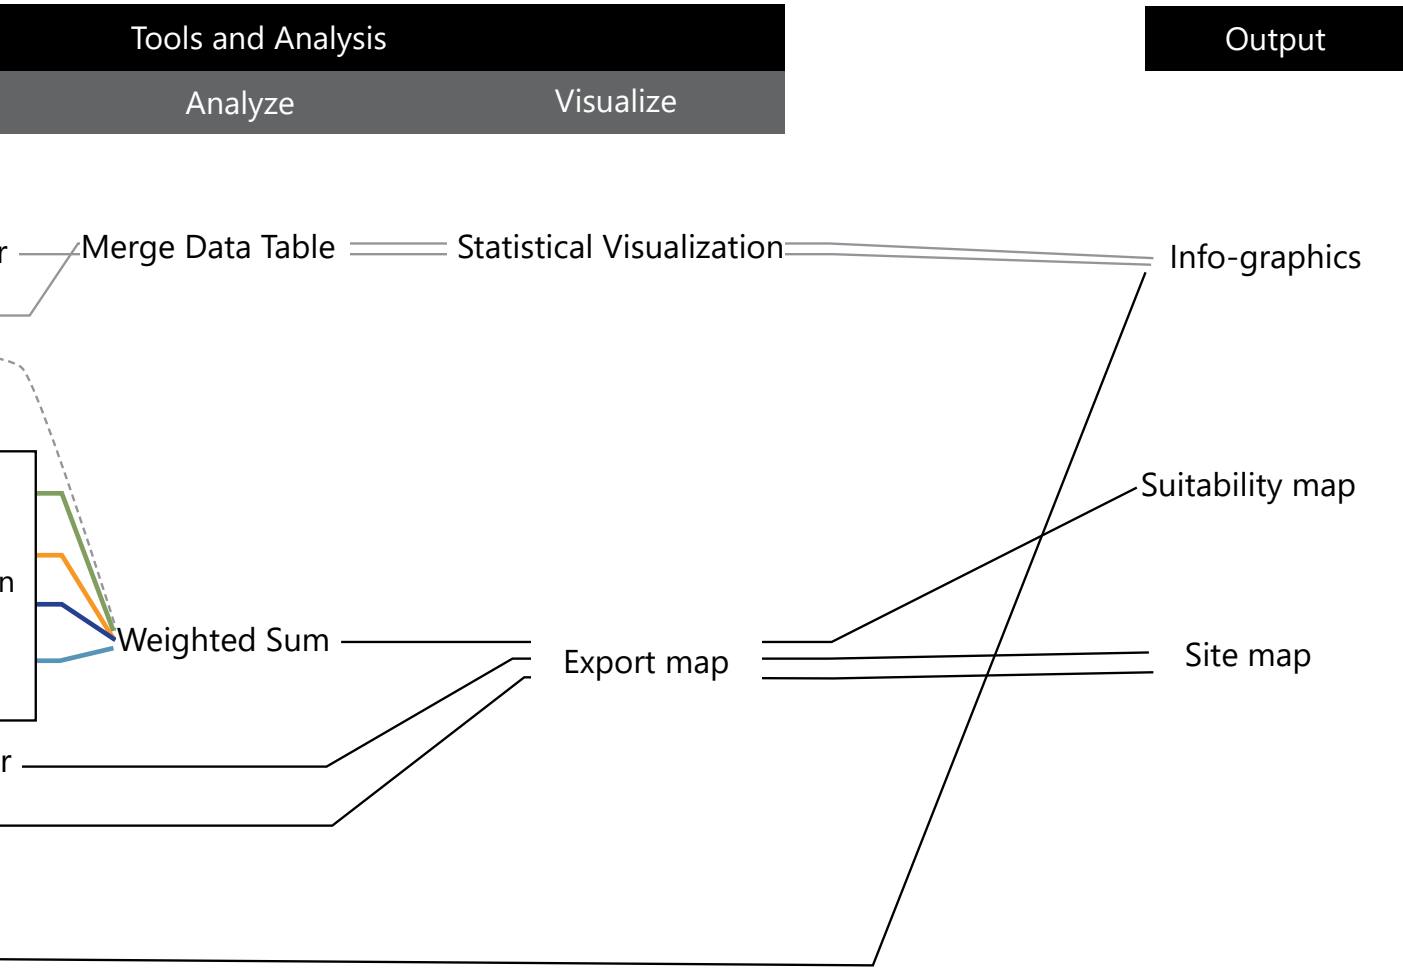 Tools and Analysis
Output
Analyze
Visualize
r
Merge Data Table
Statistical Visualization
Info-graphics
Suitability map
n
Weighted Sum
Export map
Site map
r